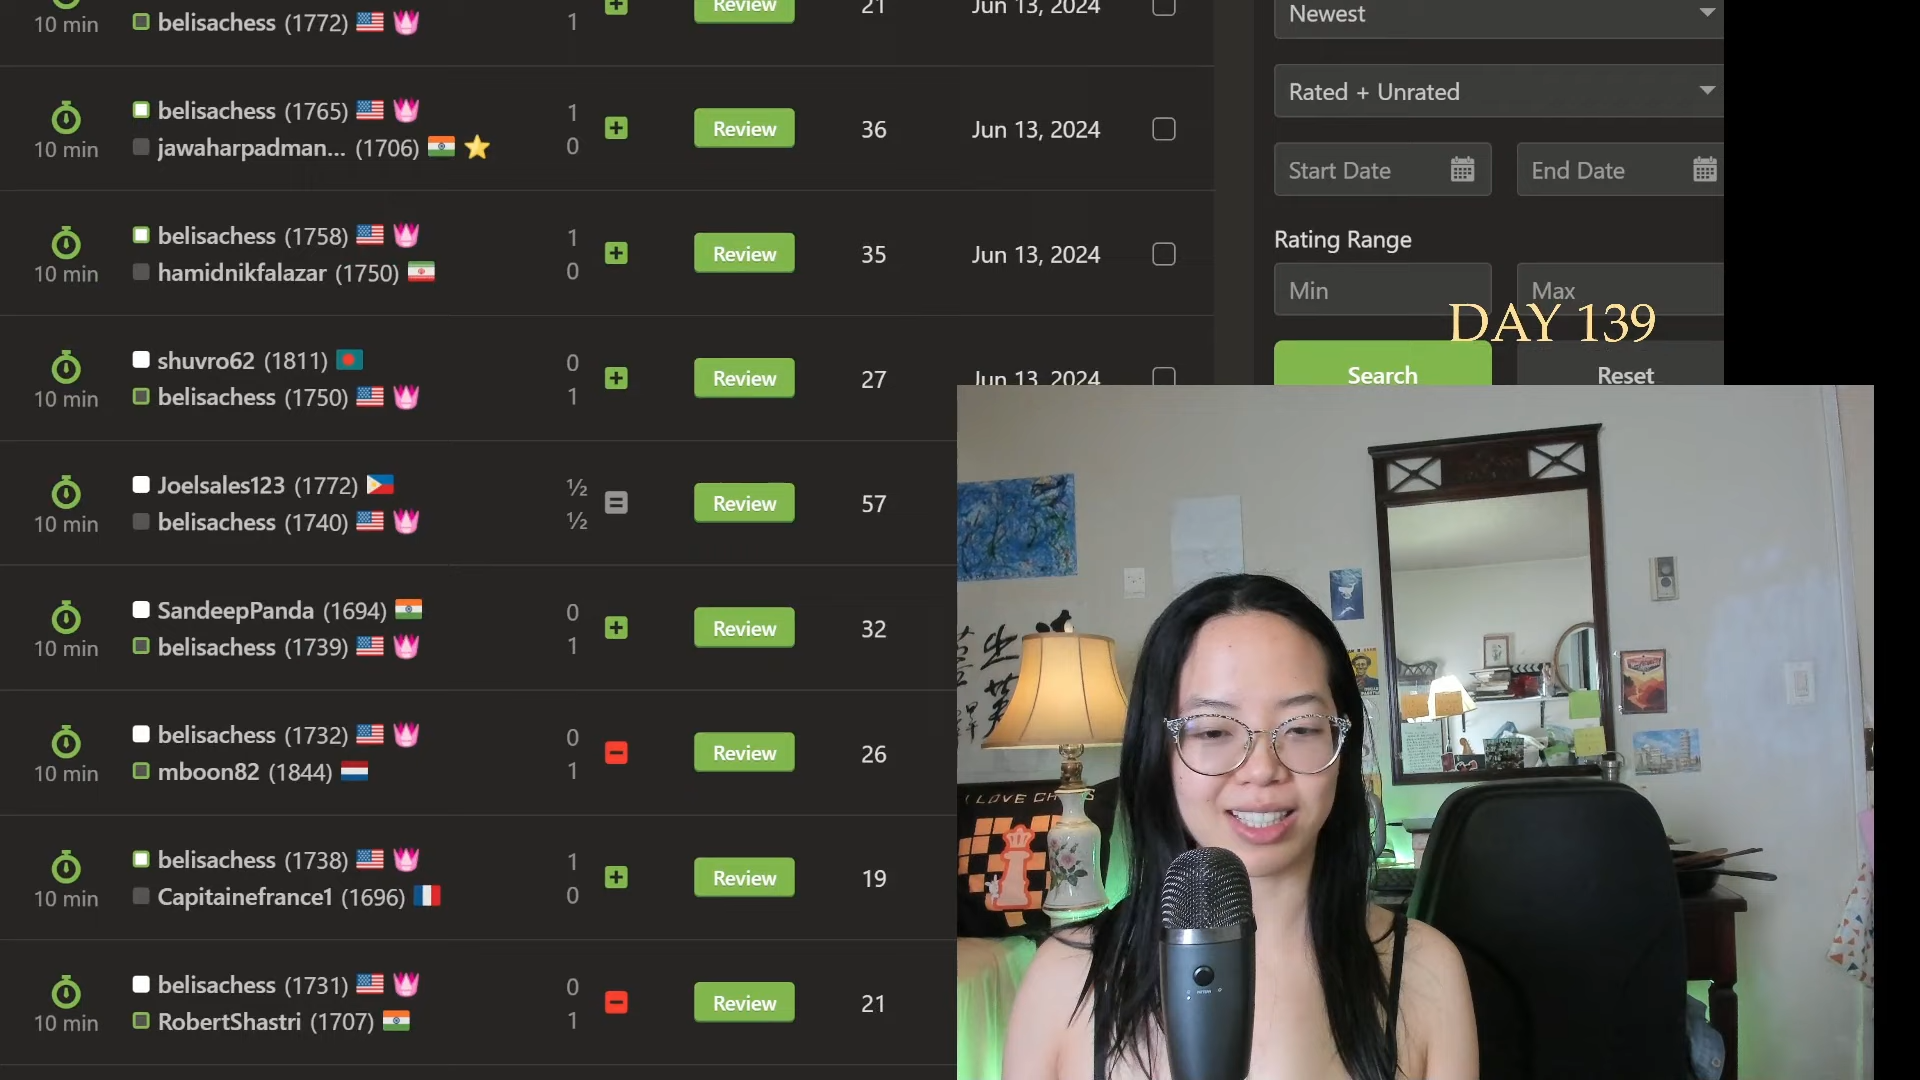 10 min
belisachess (1772)
1
Review
21
Jun 13, 2024
Newest
belisachess (1765)
1
10 min
jawaharpadman... (1706)
0
Review
36
Jun 13, 2024
Rated + Unrated
Start Date
End Date
belisachess (1758)
1
10 min
hamidnikfalazar (1750)
0
Review
35
Jun 13, 2024
Rating Range
Min
Max
DAY 139
shuvro62 (1811)
0
10 min
belisachess (1750)
1
Review
27
Jun 13, 2024
Search
Reset
Joelsales123 (1772)
½
10 min
belisachess (1740)
½
Review
57
SandeepPanda (1694)
0
10 min
belisachess (1739)
1
Review
32
belisachess (1732)
0
10 min
mboon82 (1844)
1
Review
26
I LOVE
belisachess (1738)
1
10 min
Capitainefrance1 (1696)
0
Review
19
belisachess (1731)
0
10 min
RobertShastri (1707)
1
Review
21